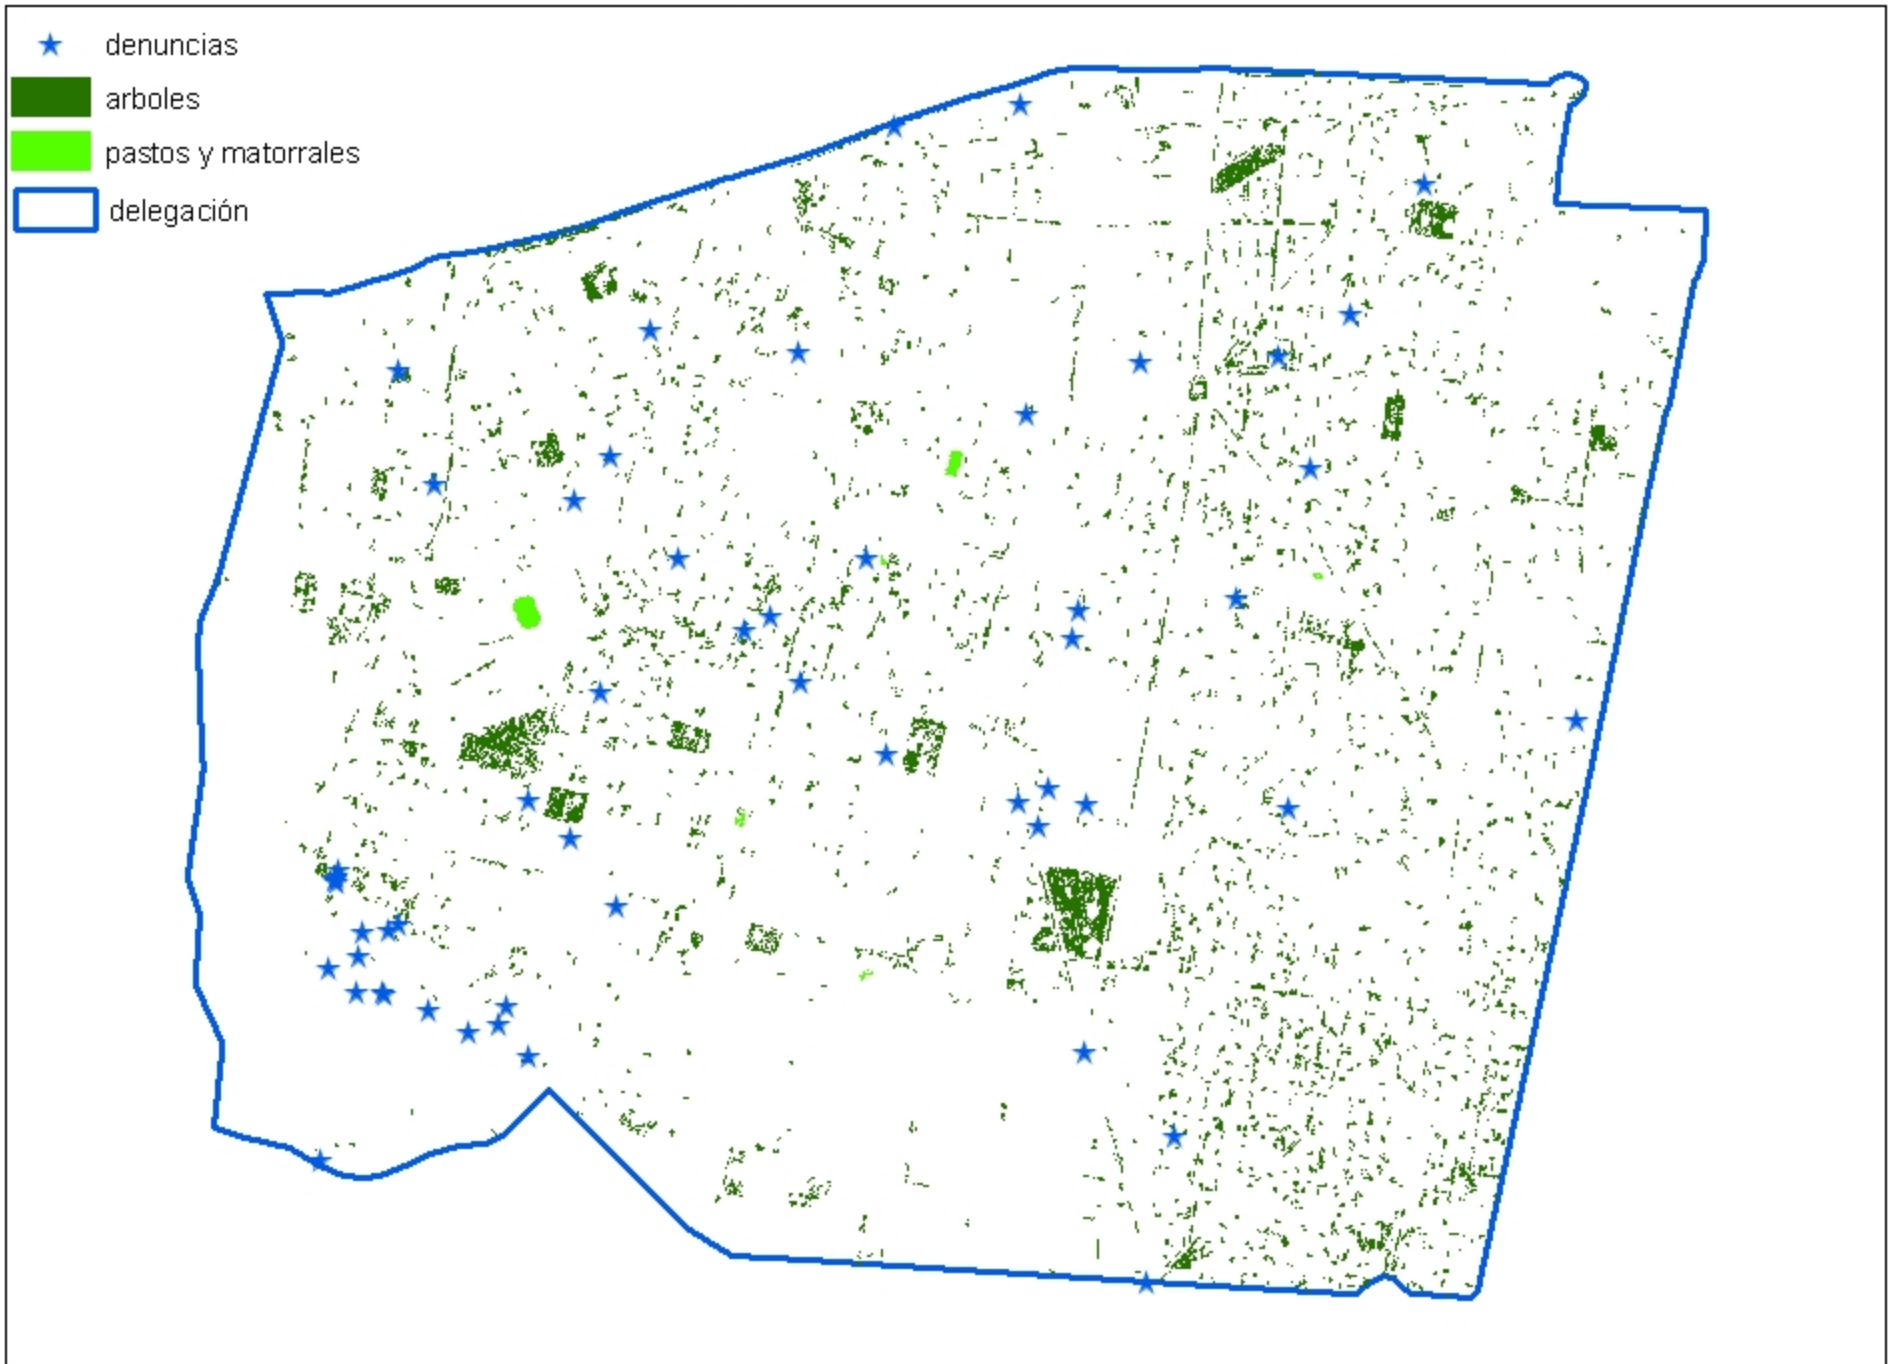 denuncias
arboles
pastos y matorrales
delegación